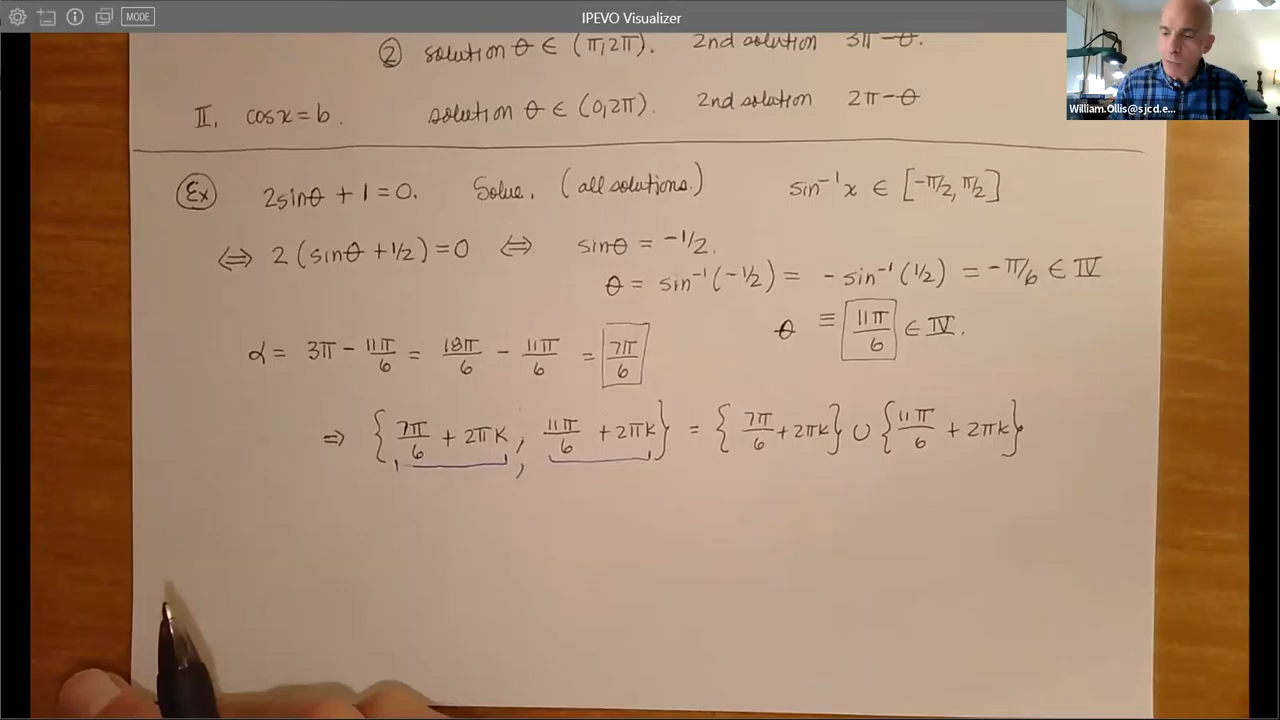 MODE
IPEVO Visualizer
② solution θ ∈ (π, 2π). 2nd solution 3π - θ.
II. cosx = b. solution θ ∈ (0, 2π). 2nd solution 2π - θ
William.Ollis@sjcd.e...
Ex 2sinθ + 1 = 0. Solve. (all solutions.) sin⁻¹x ∈ [-π/2, π/2]
⟺ 2(sinθ + 1/2) = 0 ⟺ sinθ = -1/2.
θ = sin⁻¹(-1/2) = -sin⁻¹(1/2) = -π/6 ∈ IV
θ ≡ 11π/6 ∈ IV.
α = 3π - 11π/6 = 18π/6 - 11π/6 = 7π/6
⇒ {7π/6 + 2πK, 11π/6 + 2πK} = {7π/6 + 2πK} ∪ {11π/6 + 2πK}